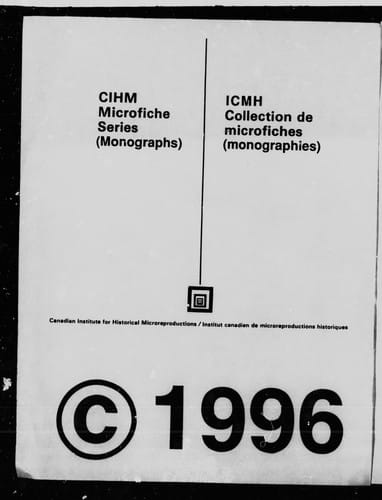 CIHM
Microfiche
Series
(Monographs)
ICMH
Collection de
microfiches
(monographies)
Canadian Institute for Historical Microreproductions / Institut canadien de microreproductions historiques
© 1996